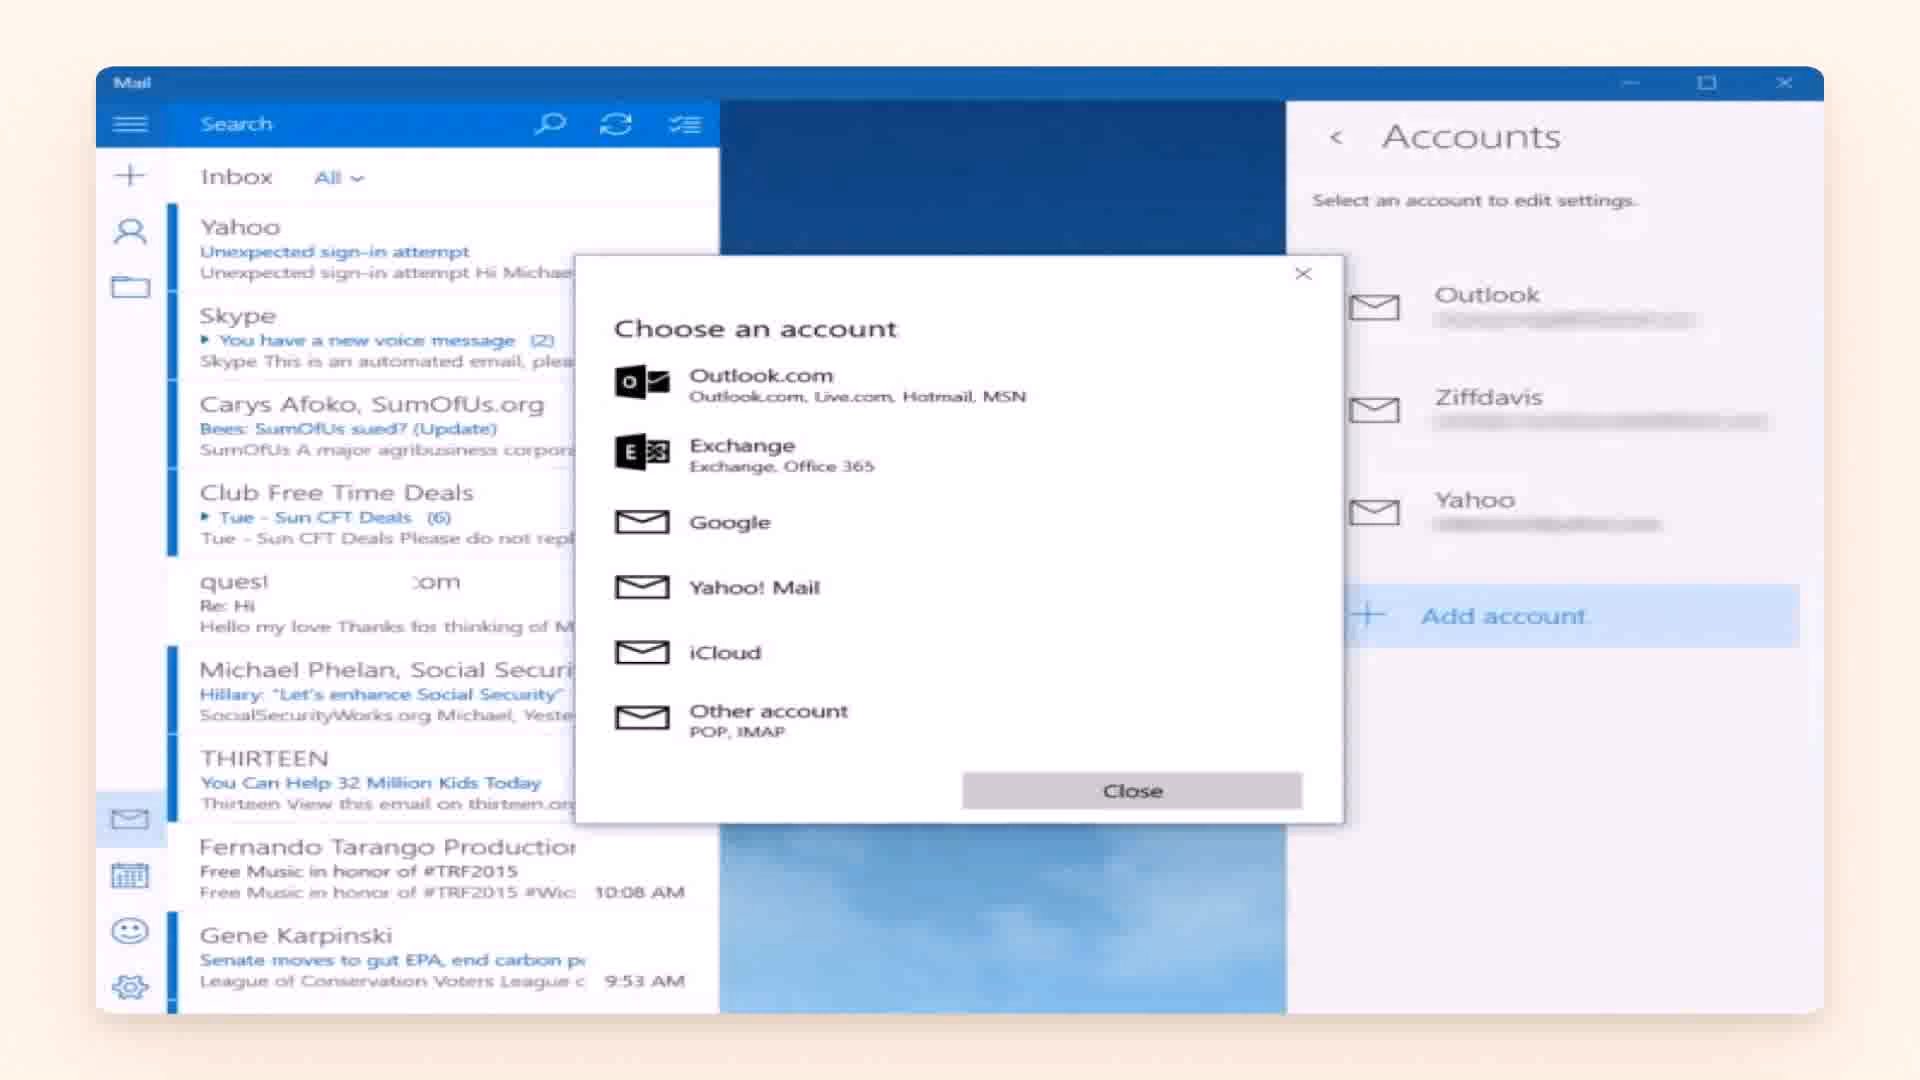 Mail
Search
Inbox All
Yahoo
Unexpected sign-in attempt
Unexpected sign-in attempt Hi Michae
Skype
You have a new voice message (2)
Skype This is an automated email, plea
Carys Afoko, SumOfUs.org
Bees: SumOfUs sued? (Update)
SumOfUs A major agribusiness corpora
Club Free Time Deals
Tue - Sun CFT Deals (6)
Tue - Sun CFT Deals Please do not repl
quest com
Re: Hi
Hello my love Thanks for thinking of M
Michael Phelan, Social Securi
Hillary: "Let's enhance Social Security"
SocialSecurityWorks.org Michael, Yeste
THIRTEEN
You Can Help 32 Million Kids Today
Thirteen View this email on thirteen.org
Fernando Tarango Production
Free Music in honor of #TRF2015
Free Music in honor of #TRF2015 #Wic 10:08 AM
Gene Karpinski
Senate moves to gut EPA, end carbon po
League of Conservation Voters League c 9:53 AM
Choose an account
Outlook.com
Outlook.com, Live.com, Hotmail, MSN
Exchange
Exchange, Office 365
Google
Yahoo! Mail
iCloud
Other account
POP, IMAP
Close
< Accounts
Select an account to edit settings.
Outlook
Ziffdavis
Yahoo
+ Add account